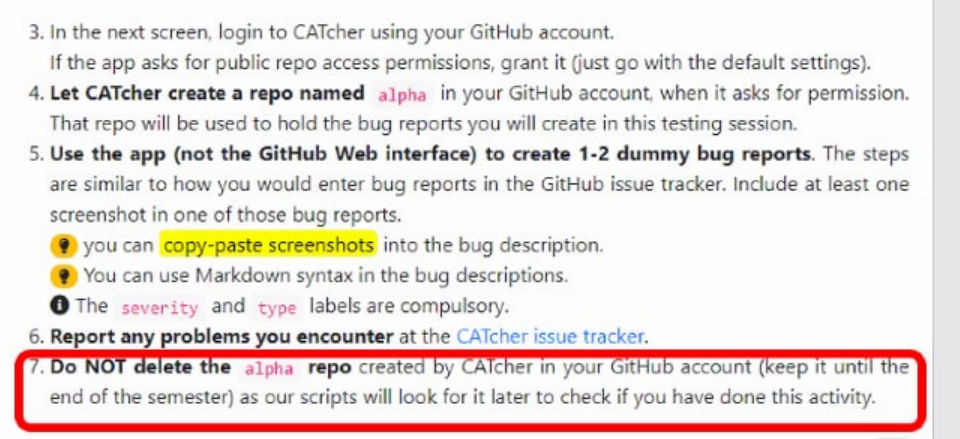 3. In the next screen, login to CATcher using your GitHub account.
If the app asks for public repo access permissions, grant it (just go with the default settings).
4. Let CATcher create a repo named alpha in your GitHub account, when it asks for permission.
That repo will be used to hold the bug reports you will create in this testing session.
5. Use the app (not the GitHub Web interface) to create 1-2 dummy bug reports. The steps
are similar to how you would enter bug reports in the GitHub issue tracker. Include at least one
screenshot in one of those bug reports.
you can copy-paste screenshots into the bug description.
You can use Markdown syntax in the bug descriptions.
The severity and type labels are compulsory.
6. Report any problems you encounter at the CATcher issue tracker.
7. Do NOT delete the alpha repo created by CATcher in your GitHub account (keep it until the
end of the semester) as our scripts will look for it later to check if you have done this activity.